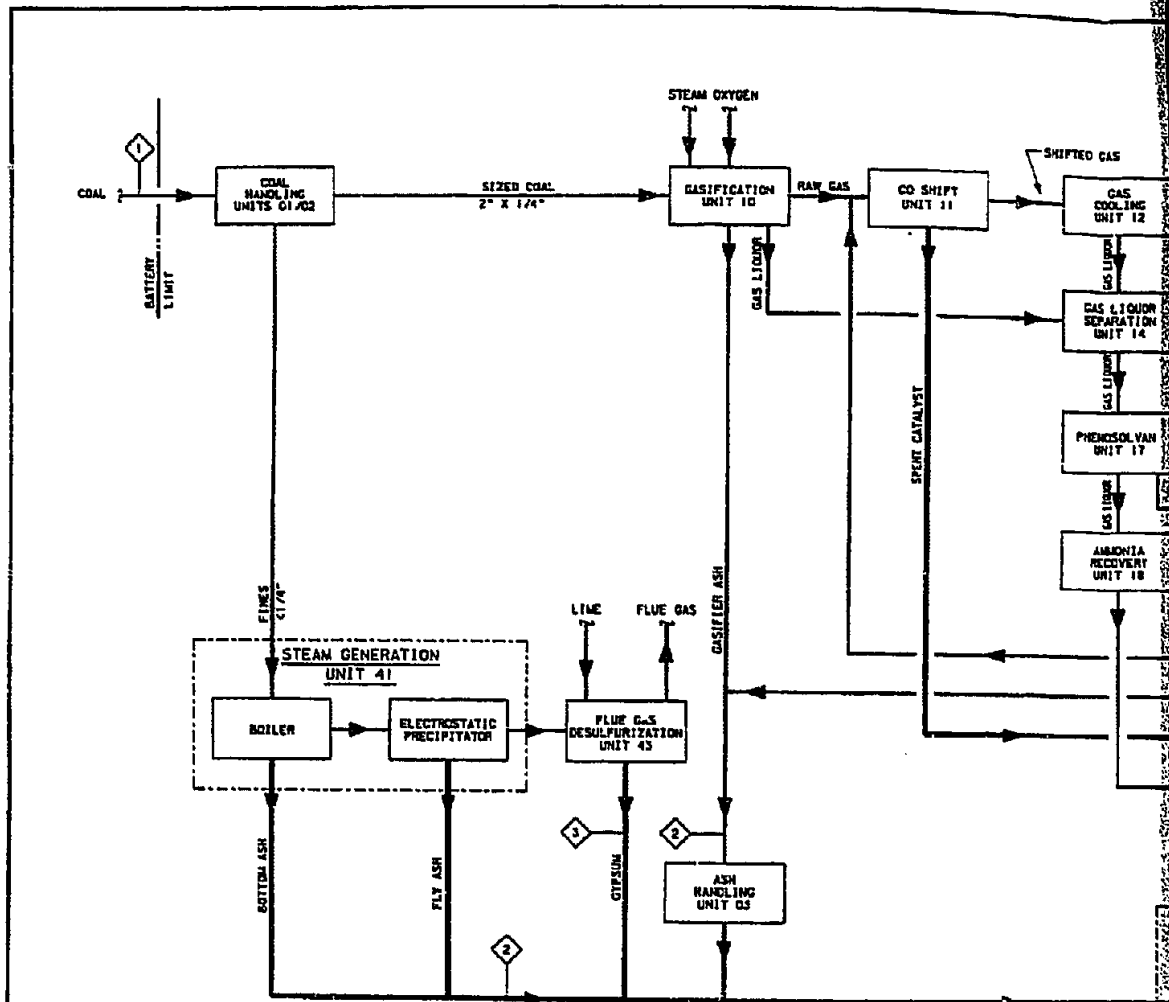 STEAM OXYGEN
1
COAL
COAL
HANDLING
UNITS 01/02
SIZED COAL
2" X 1/4"
GASIFICATION
UNIT 10
RAW GAS
CO SHIFT
UNIT 11
SHIFTED GAS
GAS
COOLING
UNIT 12
BATTERY
LIMIT
GAS LIQUOR
GAS LIQUOR
GAS LIQUOR
SEPARATION
UNIT 14
GAS LIQUOR
SPENT CATALYST
PHENOSOLVAN
UNIT 17
GAS LIQUOR
AMMONIA
RECOVERY
UNIT 18
FINES
<1/4"
GASIFIER ASH
LIME
FLUE GAS
STEAM GENERATION
UNIT 41
BOILER
ELECTROSTATIC
PRECIPITATOR
FLUE GAS
DESULFURIZATION
UNIT 43
3
2
BOTTOM ASH
FLY ASH
GYPSUM
ASH
HANDLING
UNIT 03
2